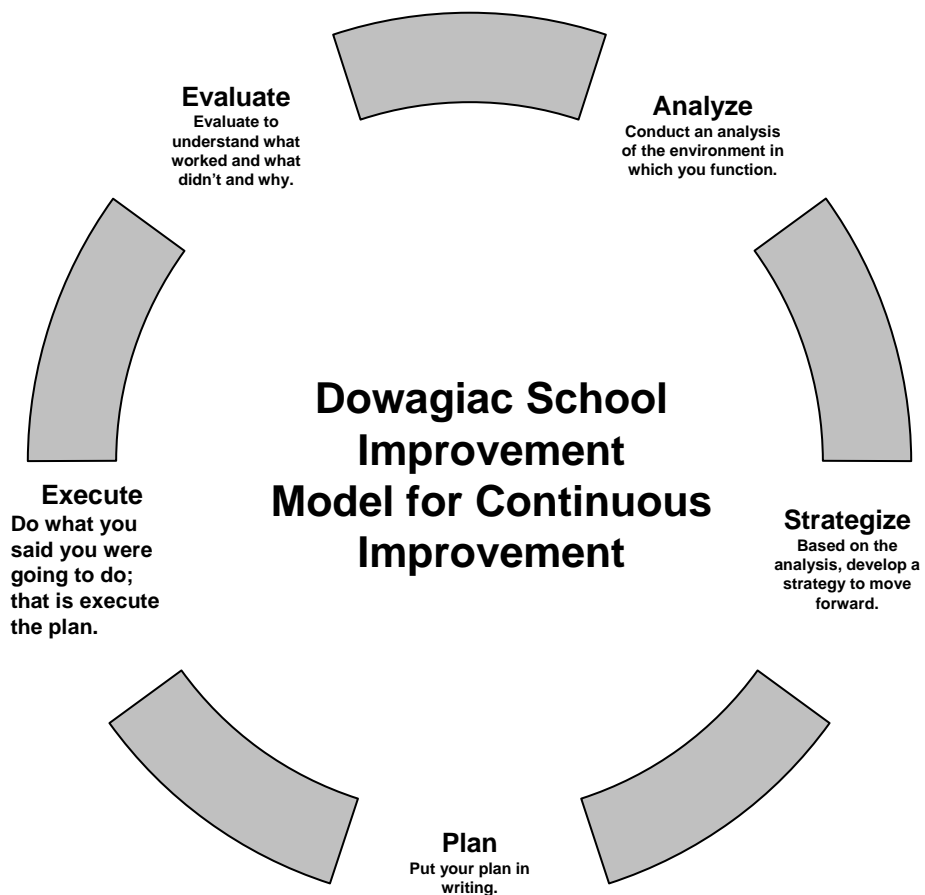 Evaluate
Evaluate to
understand what
worked and what
didn't and why.
Analyze
Conduct an analysis
of the environment in
which you function.
Dowagiac School
Improvement
Model for Continuous
Improvement
Execute
Do what you
said you were
going to do;
that is execute
the plan.
Strategize
Based on the
analysis, develop a
strategy to move
forward.
Plan
Put your plan in
writing.